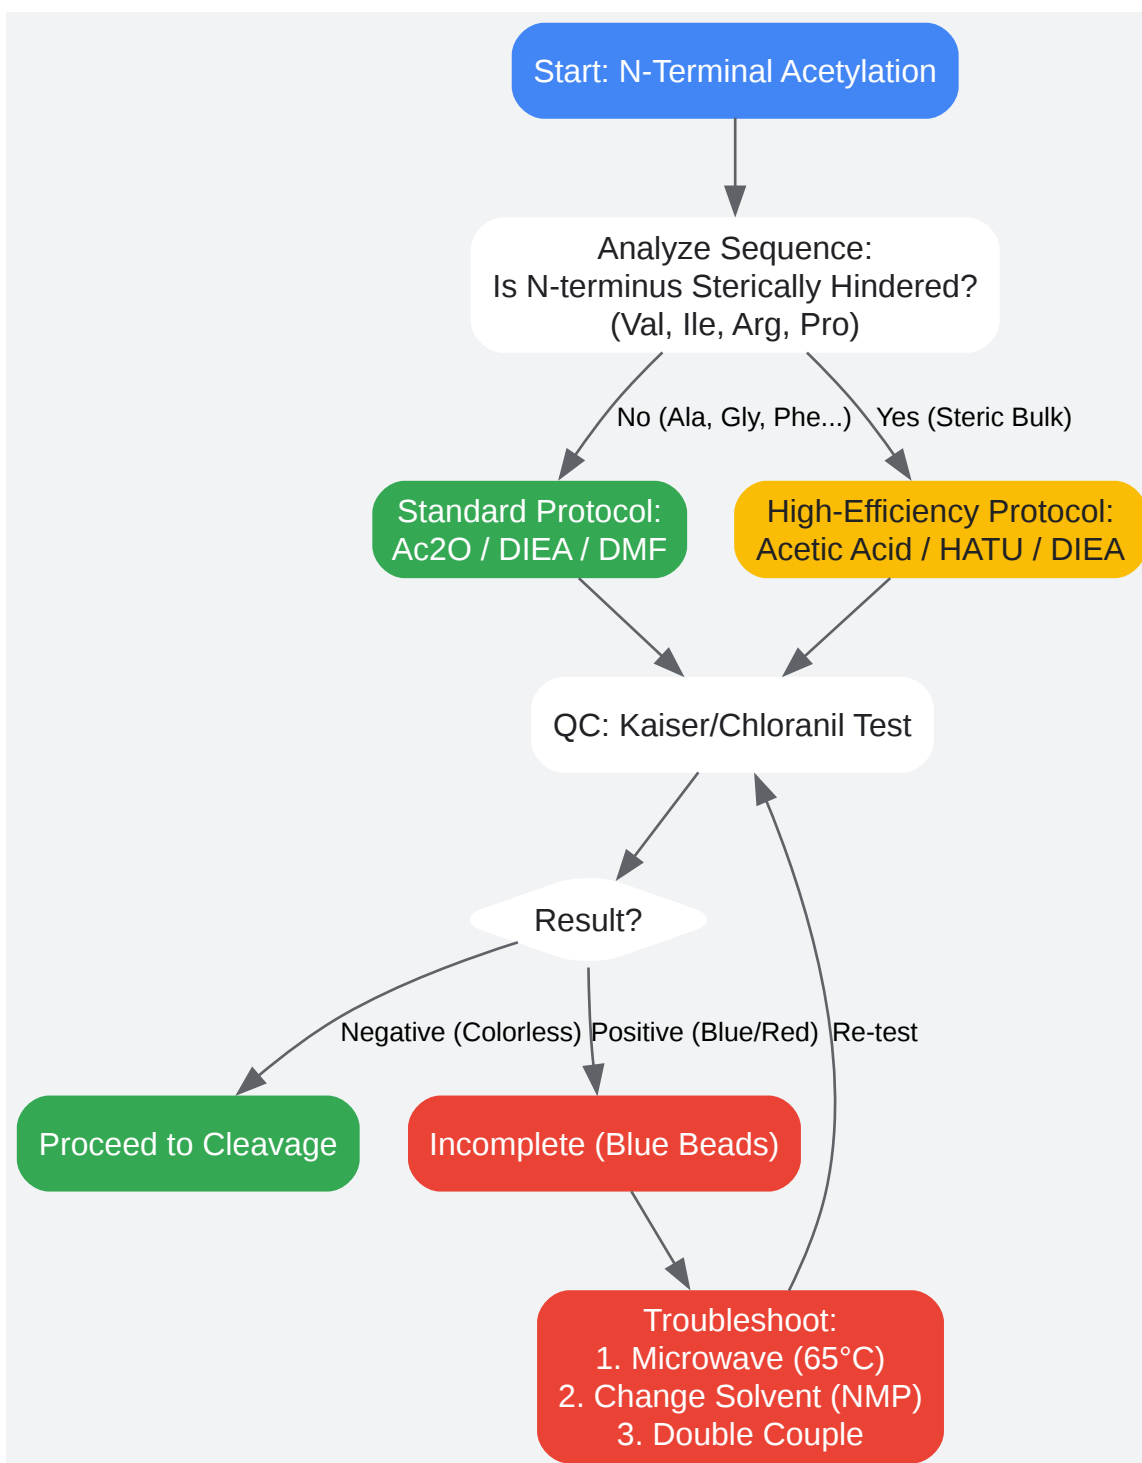 Start: N-Terminal Acetylation
Analyze Sequence:
Is N-terminus Sterically Hindered?
(Val, Ile, Arg, Pro)
No (Ala, Gly, Phe...)
Yes (Steric Bulk)
Standard Protocol:
Ac2O / DIEA / DMF
High-Efficiency Protocol:
Acetic Acid / HATU / DIEA
QC: Kaiser/Chloranil Test
Result?
Negative (Colorless)
Positive (Blue/Red)
Re-test
Proceed to Cleavage
Incomplete (Blue Beads)
Troubleshoot:
1. Microwave (65°C)
2. Change Solvent (NMP)
3. Double Couple